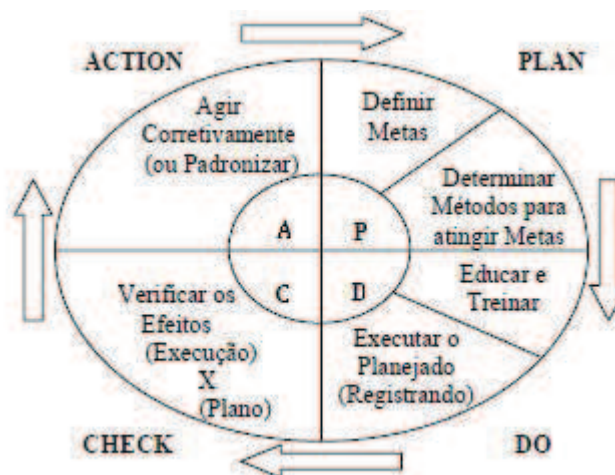 ACTION
PLAN
Agir
Corretivamente
(ou Padronizar)
Definir
Metas
Determinar
Métodos para
atingir Metas
A
P
C
D
Educar e
Treinar
Verificar os
Efeitos
(Execução)
X
(Plano)
Executar o
Planejado
(Registrando)
CHECK
DO